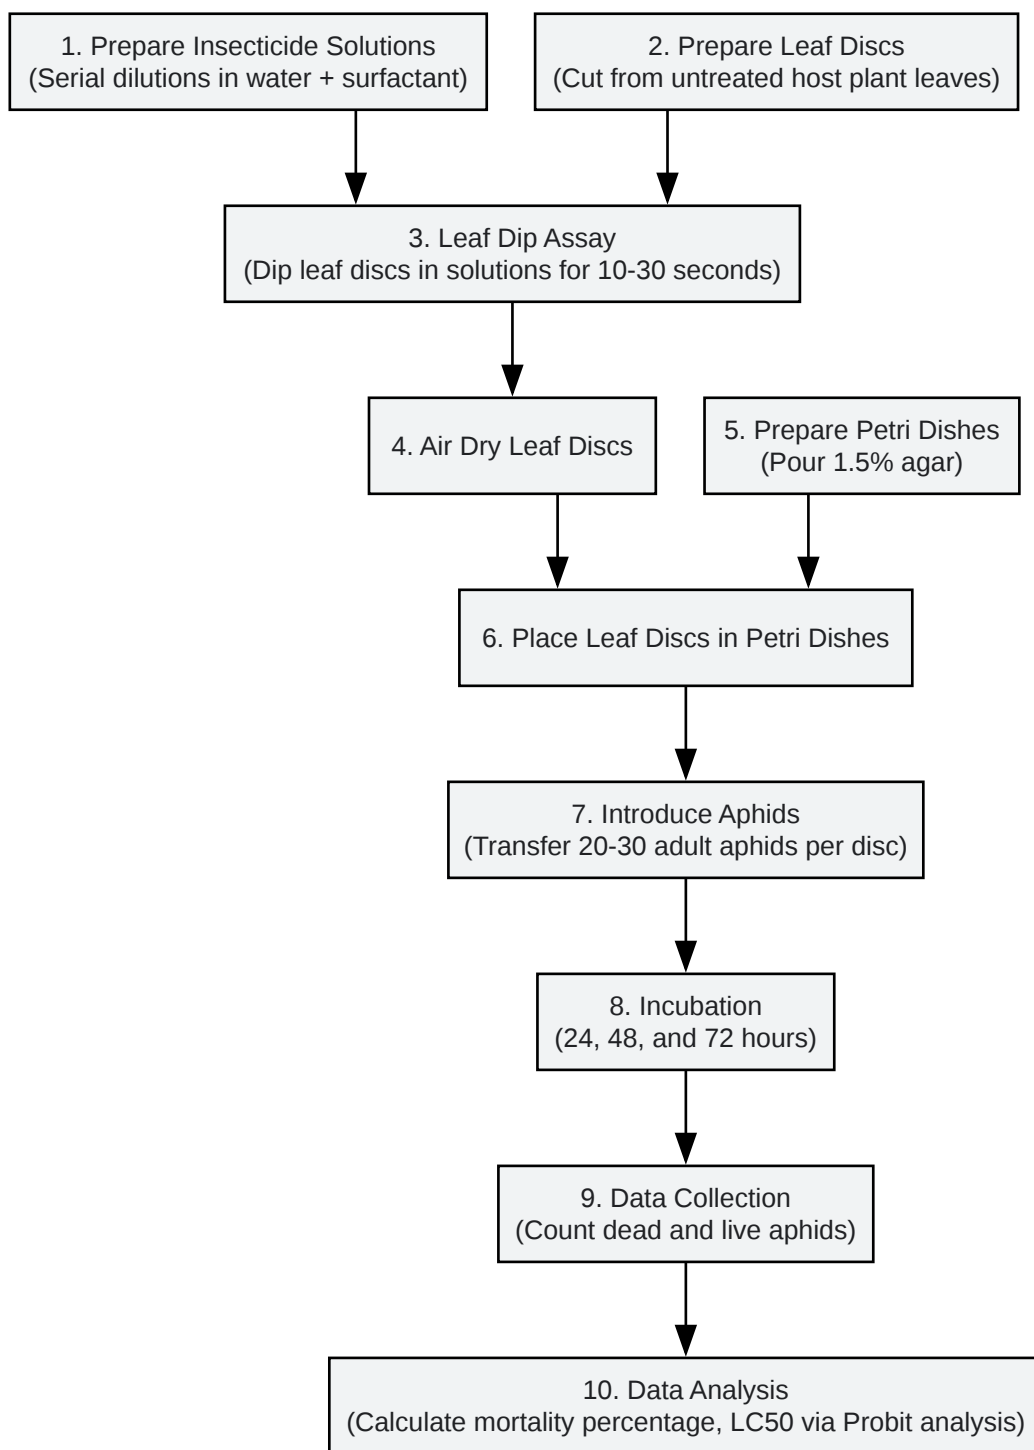 1. Prepare Insecticide Solutions
(Serial dilutions in water + surfactant)
2. Prepare Leaf Discs
(Cut from untreated host plant leaves)
3. Leaf Dip Assay
(Dip leaf discs in solutions for 10-30 seconds)
4. Air Dry Leaf Discs
5. Prepare Petri Dishes
(Pour 1.5% agar)
6. Place Leaf Discs in Petri Dishes
7. Introduce Aphids
(Transfer 20-30 adult aphids per disc)
8. Incubation
(24, 48, and 72 hours)
9. Data Collection
(Count dead and live aphids)
10. Data Analysis
(Calculate mortality percentage, LC50 via Probit analysis)